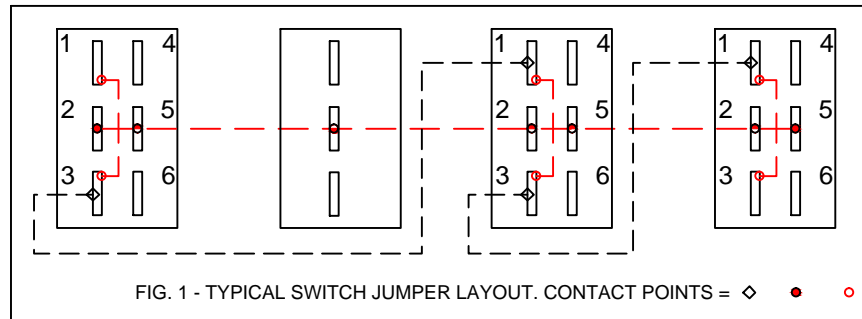 1 4 1 4 1 4
2 5 2 5 2 5
3 6 3 6 3 6
FIG. 1 - TYPICAL SWITCH JUMPER LAYOUT. CONTACT POINTS =